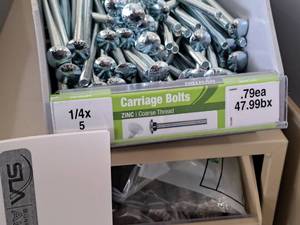 1/4x
5
Carriage Bolts
ZINC | Coarse Thread
.79ea
47.99bx